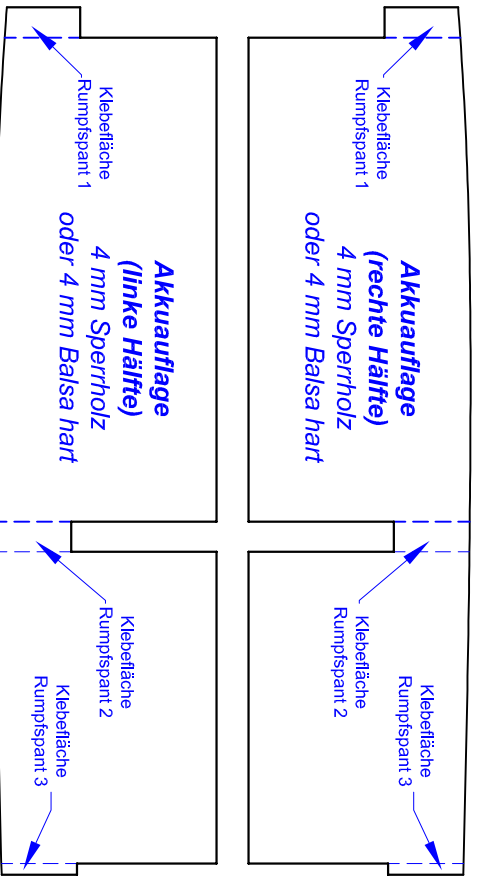 Klebefläche
Rumpfspant 1
Akkuauflage
(rechte Hälfte)
4 mm Sperrholz
oder 4 mm Balsa hart
Klebefläche
Rumpfspant 2
Klebefläche
Rumpfspant 3
Klebefläche
Rumpfspant 1
Akkuauflage
(linke Hälfte)
4 mm Sperrholz
oder 4 mm Balsa hart
Klebefläche
Rumpfspant 2
Klebefläche
Rumpfspant 3